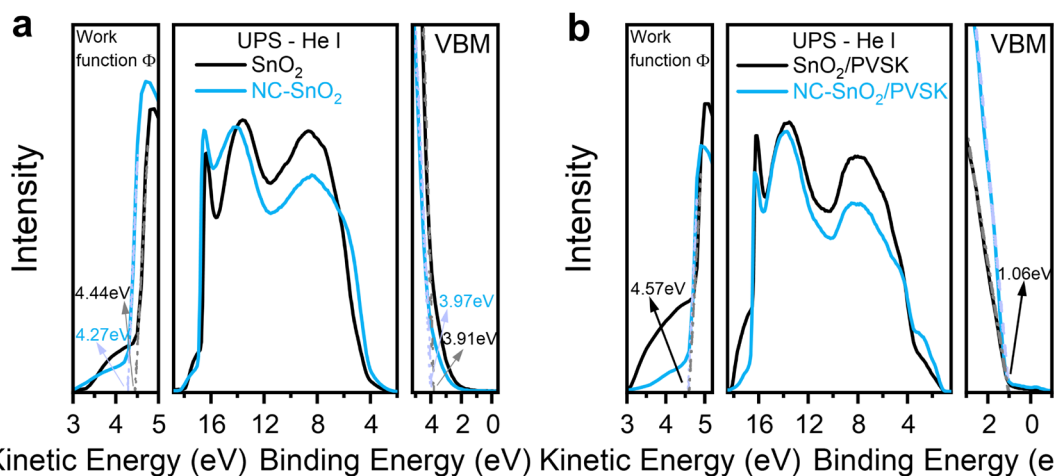 a
Work
function Φ
UPS - He I
SnO₂
NC-SnO₂
VBM
Intensity
4.44eV
4.27eV
3.97eV
3.91eV
3 4 5
16 12 8 4
4 2 0
Kinetic Energy (eV)
Binding Energy (eV)
b
Work
function Φ
UPS - He I
SnO₂/PVSK
NC-SnO₂/PVSK
VBM
Intensity
4.57eV
1.06eV
3 4 5
16 12 8 4
2 0
Kinetic Energy (eV)
Binding Energy (e